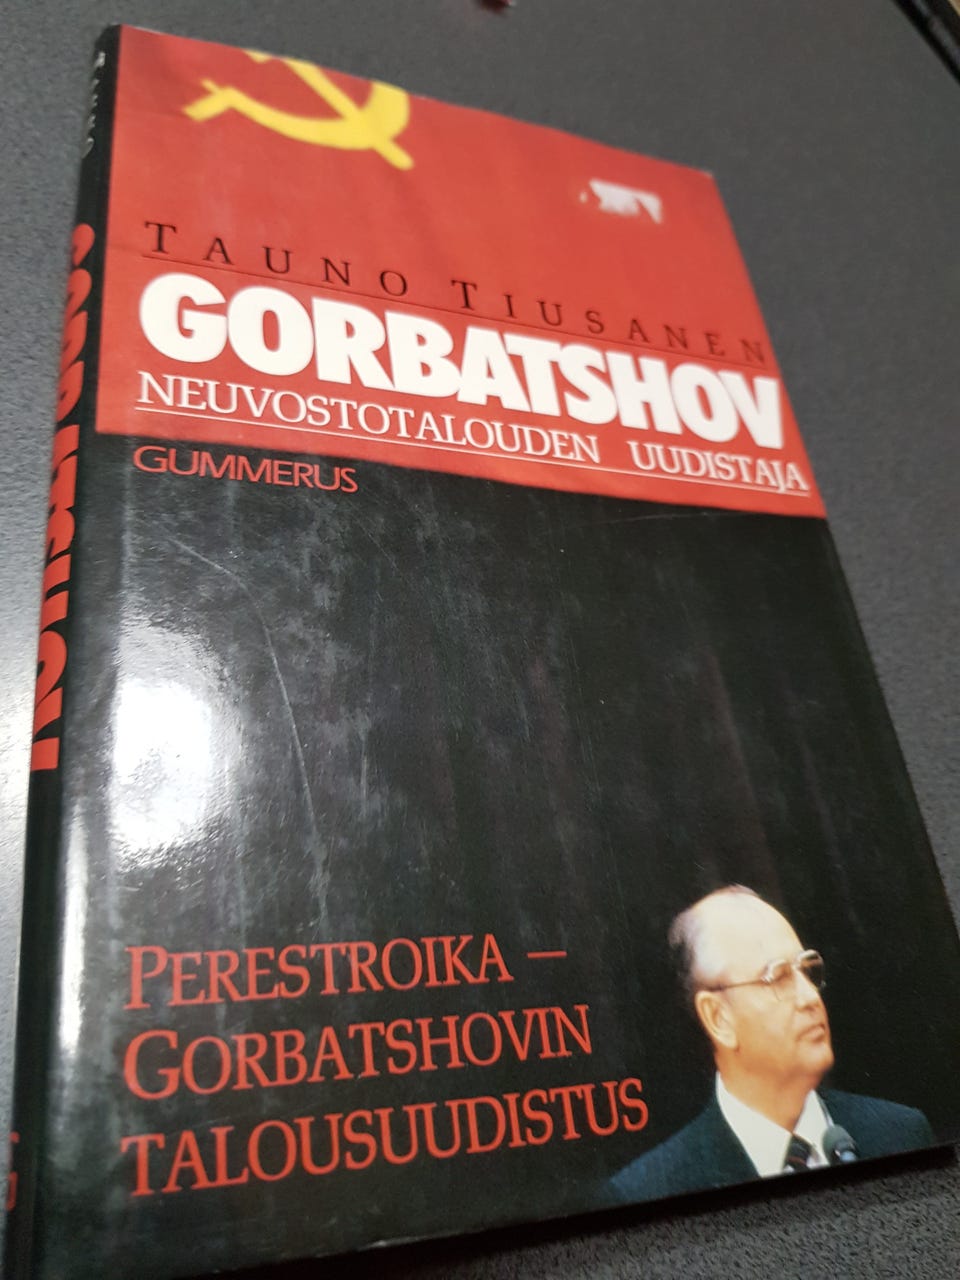 TAUNO TIUSANEN
GORBATSHOV
NEUVOSTOTALOUDEN UUDISTAJA
GUMMERUS
PERESTROIKA –
GORBATSHOVIN
TALOUSUUDISTUS